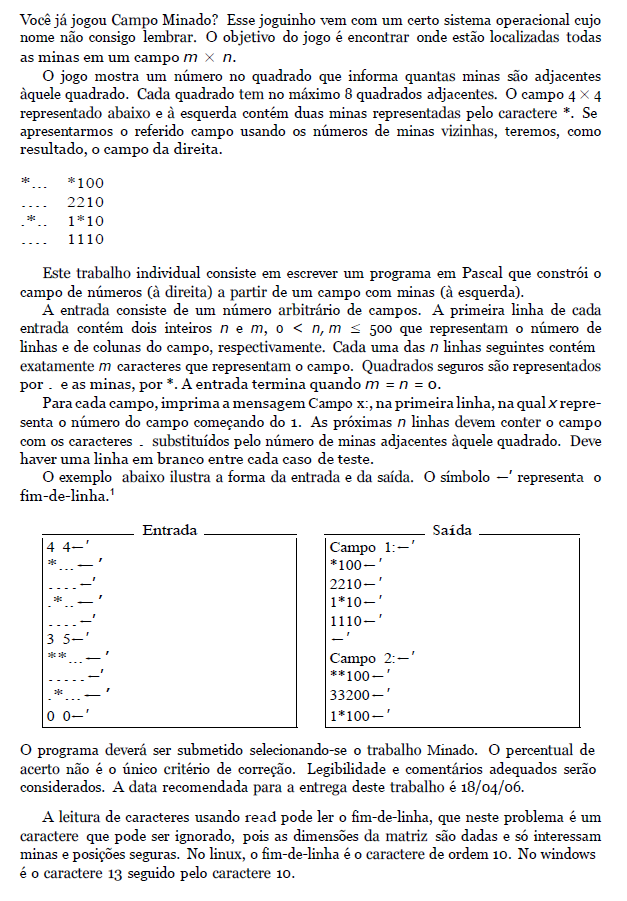 Você já jogou Campo Minado? Esse joguinho vem com um certo sistema operacional cujo
nome não consigo lembrar. O objetivo do jogo é encontrar onde estão localizadas todas
as minas em um campo m × n.
O jogo mostra um número no quadrado que informa quantas minas são adjacentes
àquele quadrado. Cada quadrado tem no máximo 8 quadrados adjacentes. O campo 4 × 4
representado abaixo e à esquerda contém duas minas representadas pelo caractere *. Se
apresentarmos o referido campo usando os números de minas vizinhas, teremos, como
resultado, o campo da direita.
*... *100
.... 2210
.*.. 1*10
.... 1110
Este trabalho individual consiste em escrever um programa em Pascal que constrói o
campo de números (à direita) a partir de um campo com minas (à esquerda).
A entrada consiste de um número arbitrário de campos. A primeira linha de cada
entrada contém dois inteiros n e m, 0 < n, m ≤ 500 que representam o número de
linhas e de colunas do campo, respectivamente. Cada uma das n linhas seguintes contém
exatamente m caracteres que representam o campo. Quadrados seguros são representados
por . e as minas, por *. A entrada termina quando m = n = 0.
Para cada campo, imprima a mensagem Campo x:, na primeira linha, na qual x repre-
senta o número do campo começando do 1. As próximas n linhas devem conter o campo
com os caracteres . substituídos pelo número de minas adjacentes àquele quadrado. Deve
haver uma linha em branco entre cada caso de teste.
O exemplo abaixo ilustra a forma da entrada e da saída. O símbolo ←′ representa o
fim-de-linha.¹
Entrada
4 4←′
*...←′
....←′
.*..←′
....←′
3 5←′
**...←′
.....←′
.*...←′
0 0←′
Saída
Campo 1:←′
*100←′
2210←′
1*10←′
1110←′
←′
Campo 2:←′
**100←′
33200←′
1*100←′
O programa deverá ser submetido selecionando-se o trabalho Minado. O percentual de
acerto não é o único critério de correção. Legibilidade e comentários adequados serão
considerados. A data recomendada para a entrega deste trabalho é 18/04/06.
A leitura de caracteres usando read pode ler o fim-de-linha, que neste problema é um
caractere que pode ser ignorado, pois as dimensões da matriz são dadas e só interessam
minas e posições seguras. No linux, o fim-de-linha é o caractere de ordem 10. No windows
é o caractere 13 seguido pelo caractere 10.